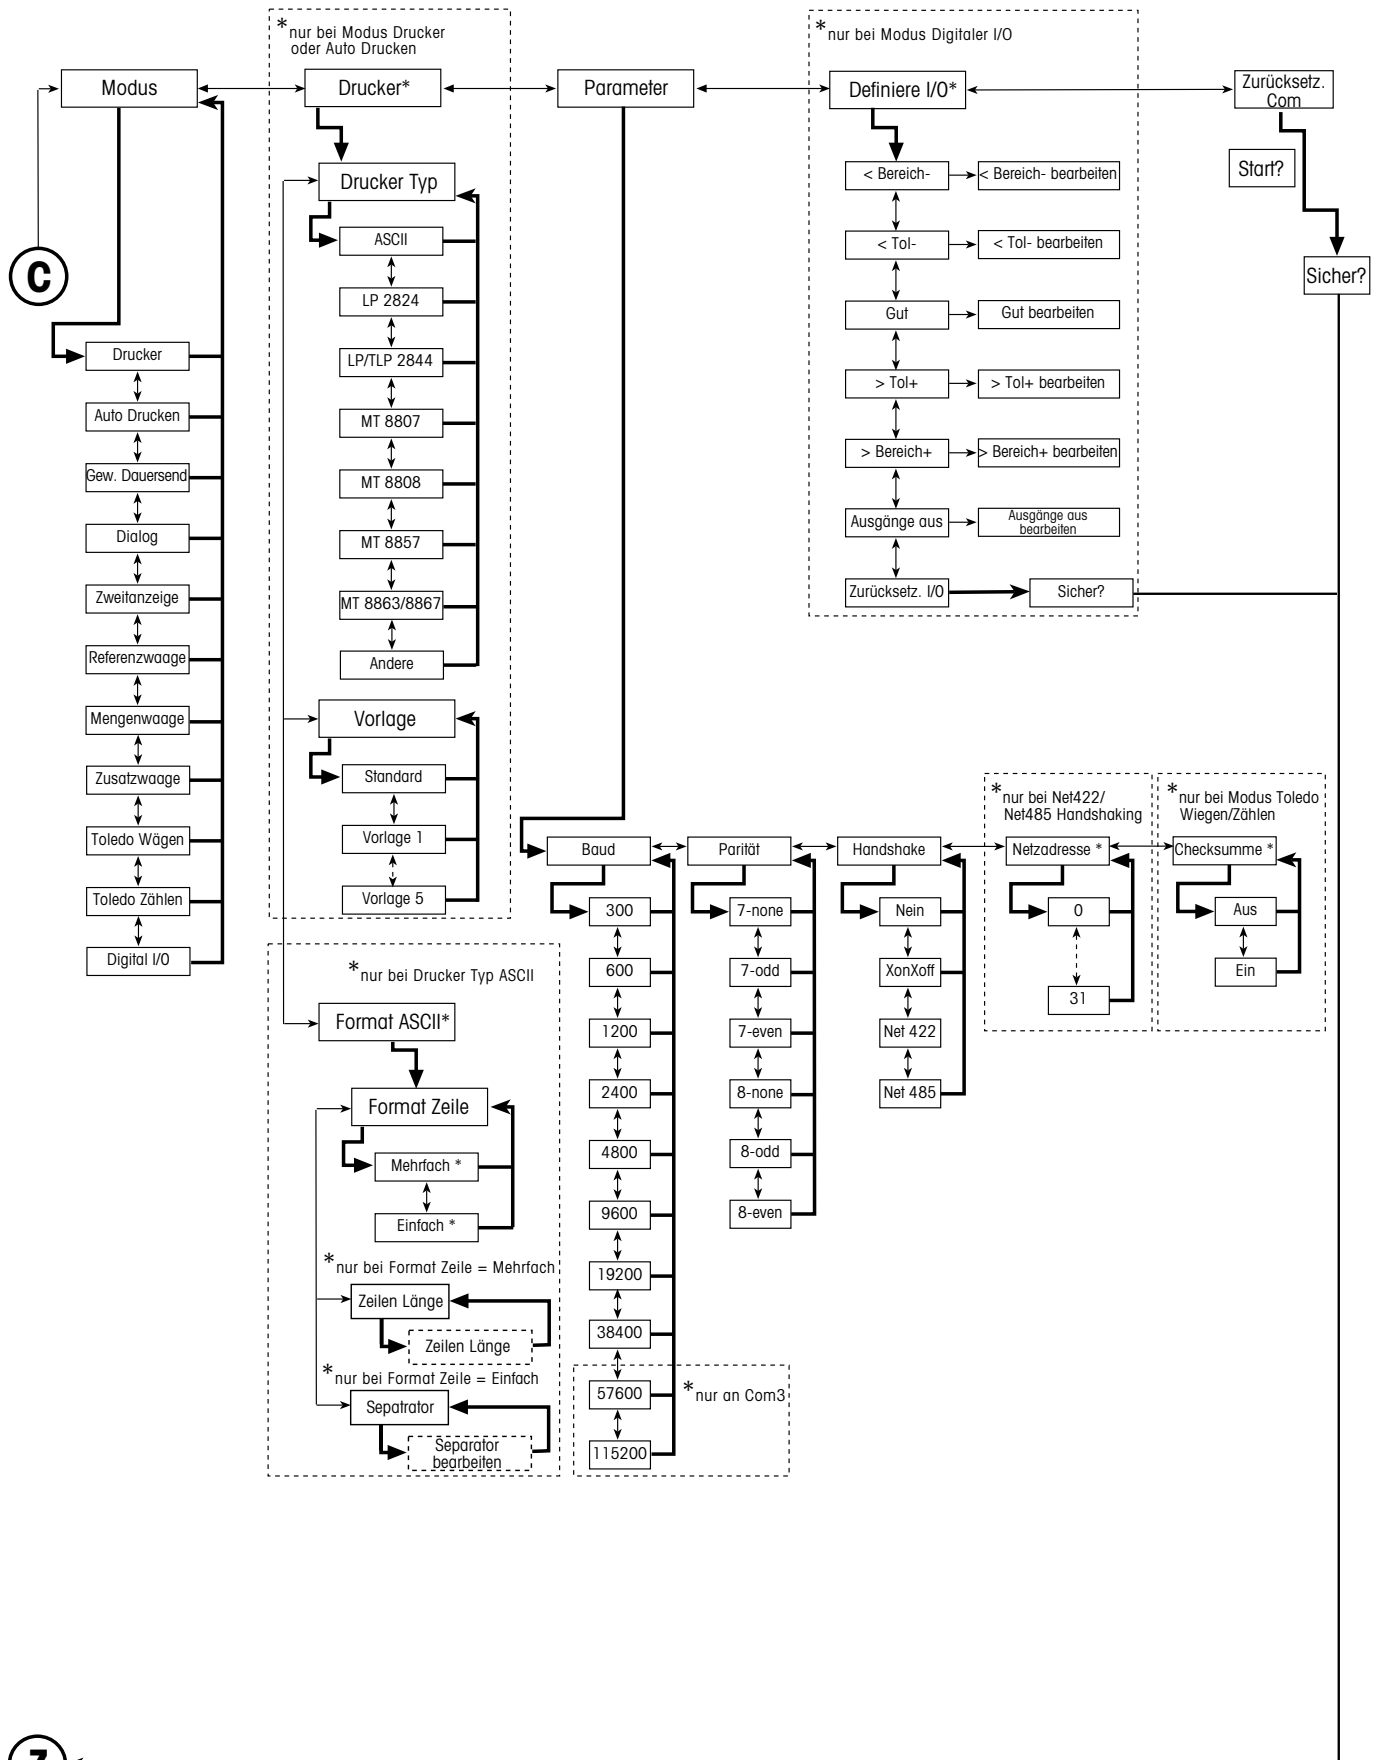 *nur bei Modus Drucker
oder Auto Drucken
*nur bei Modus Digitaler I/O
Modus
Drucker*
Parameter
Definiere I/O*
Zurücksetz.
Com
Start?
Sicher?
C
Drucker
Auto Drucken
Gew. Dauersend
Dialog
Zweitanzeige
Referenzwaage
Mengenwaage
Zusatzwaage
Toledo Wägen
Toledo Zählen
Digital I/O
Drucker Typ
ASCII
LP 2824
LP/TLP 2844
MT 8807
MT 8808
MT 8857
MT 8863/8867
Andere
Vorlage
Standard
Vorlage 1
Vorlage 5
*nur bei Drucker Typ ASCII
Format ASCII*
Format Zeile
Mehrfach *
Einfach *
*nur bei Format Zeile = Mehrfach
Zeilen Länge
Zeilen Länge
*nur bei Format Zeile = Einfach
Sepatrator
Separator
bearbeiten
< Bereich-
< Bereich- bearbeiten
< Tol-
< Tol- bearbeiten
Gut
Gut bearbeiten
> Tol+
> Tol+ bearbeiten
> Bereich+
> Bereich+ bearbeiten
Ausgänge aus
Ausgänge aus
bearbeiten
Zurücksetz. I/O
Sicher?
Baud
300
600
1200
2400
4800
9600
19200
38400
57600
115200
*nur an Com3
Parität
7-none
7-odd
7-even
8-none
8-odd
8-even
Handshake
Nein
XonXoff
Net 422
Net 485
*nur bei Net422/
Net485 Handshaking
Netzadresse *
0
31
*nur bei Modus Toledo
Wiegen/Zählen
Checksumme *
Aus
Ein